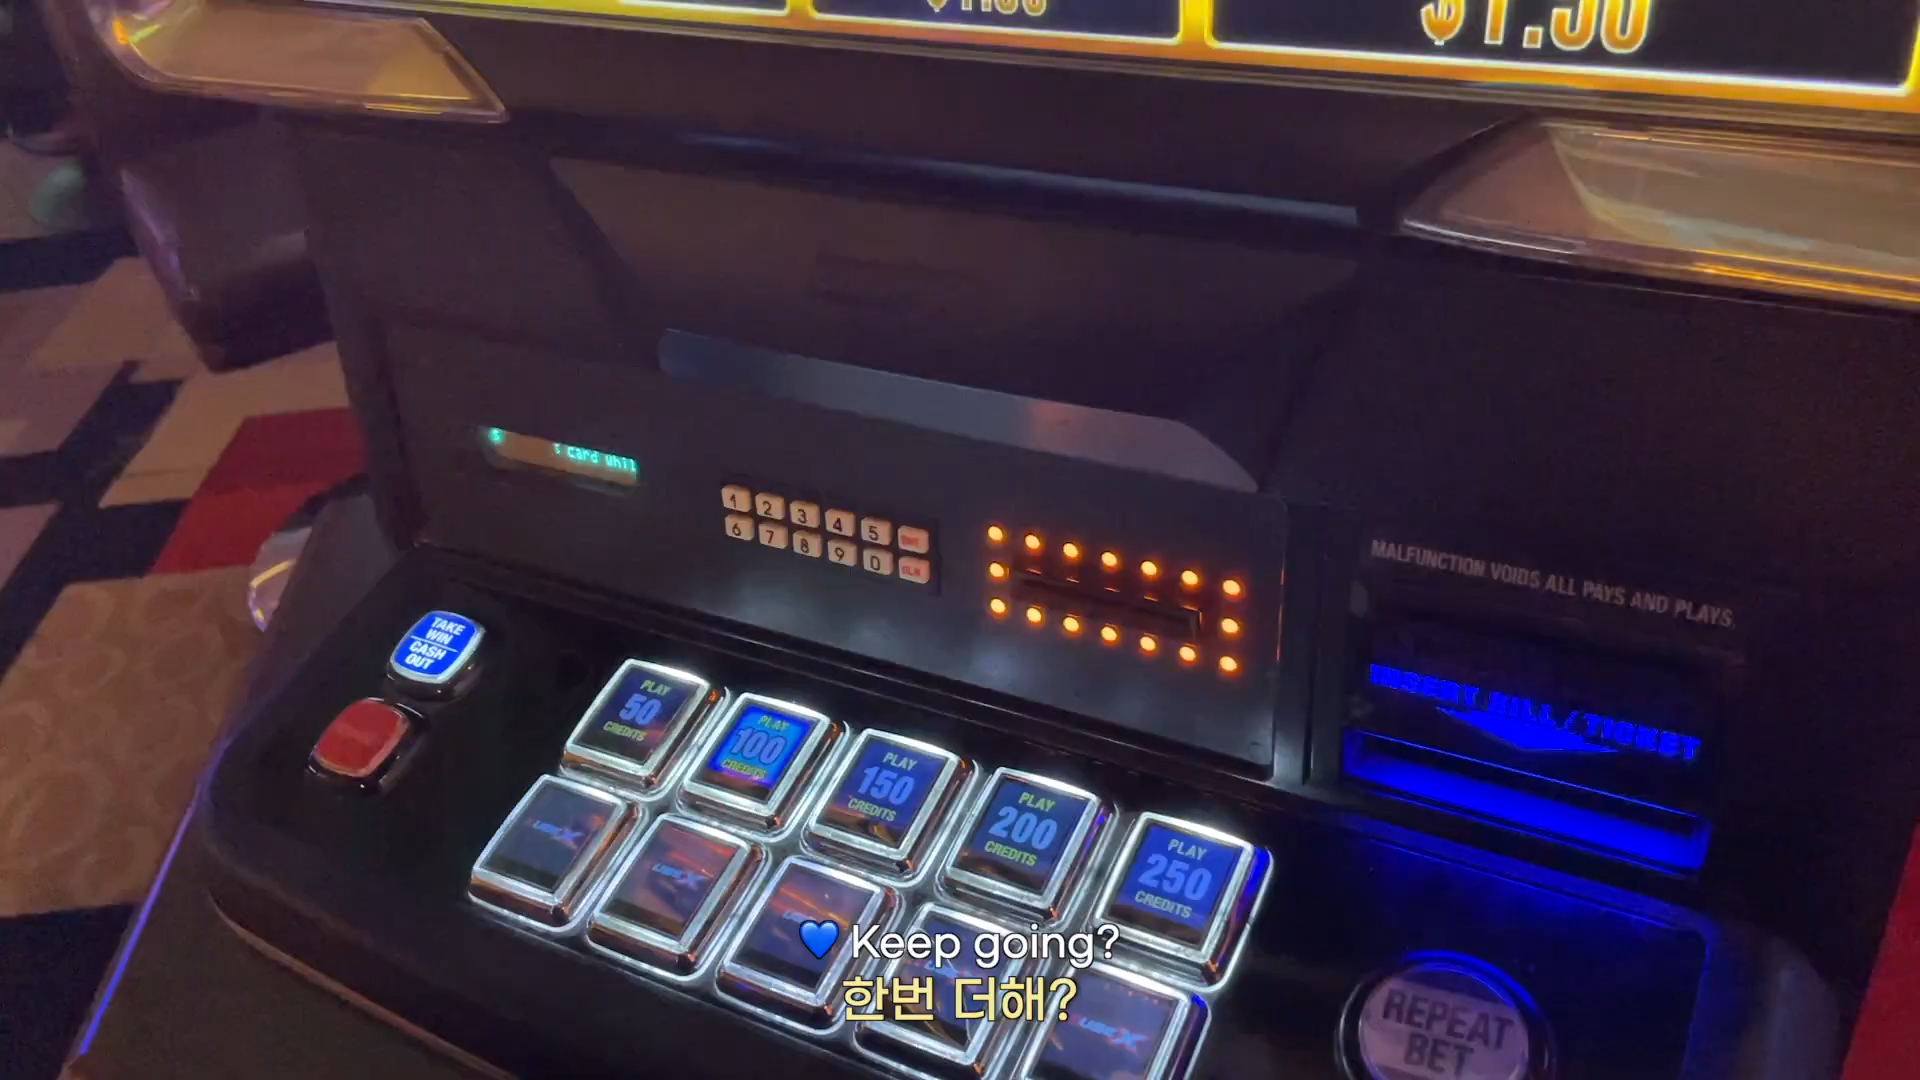 $1.50
Card whil
1 2 3 4 5
6 7 8 9 0 CLR
MALFUNCTION VOIDS ALL PAYS AND PLAYS.
INSERT BILL / TICKET
TAKE
WIN
CASH
OUT
PLAY
50
CREDITS
PLAY
100
CREDITS
PLAY
150
CREDITS
PLAY
200
CREDITS
PLAY
250
CREDITS
REPEAT
BET
💙 Keep going?
한번 더해?